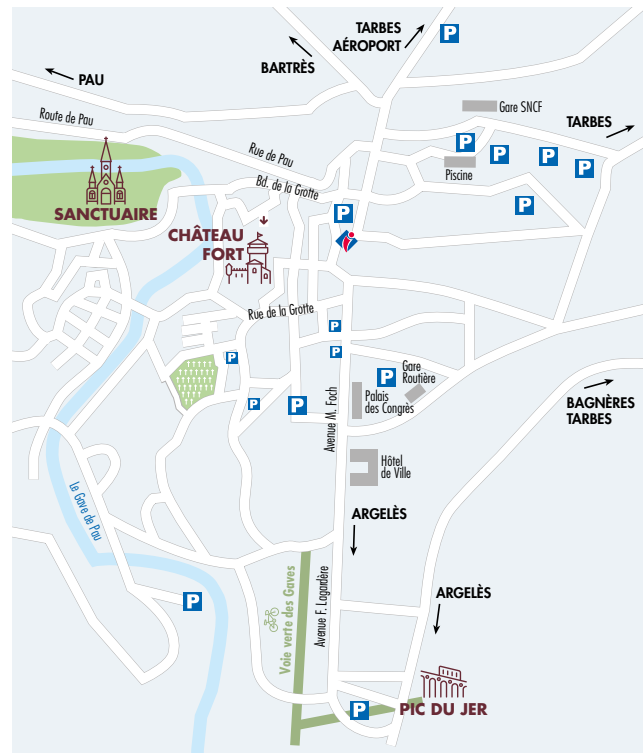 TARBES
AÉROPORT
P
BARTRÈS
PAU
Gare SNCF
Route de Pau
TARBES
P
P
P
P
Rue de Pau
Piscine
Bd. de la Grotte
SANCTUAIRE
P
P
CHÂTEAU
FORT
i
Rue de la Grotte
P
P
P
Gare
Routière
P
Palais
des Congrès
P
P
BAGNÈRES
TARBES
Avenue M. Foch
Hôtel
de Ville
Le Gave de Pau
ARGELÈS
ARGELÈS
P
Voie verte des Gaves
Avenue F. Lagardère
P
PIC DU JER